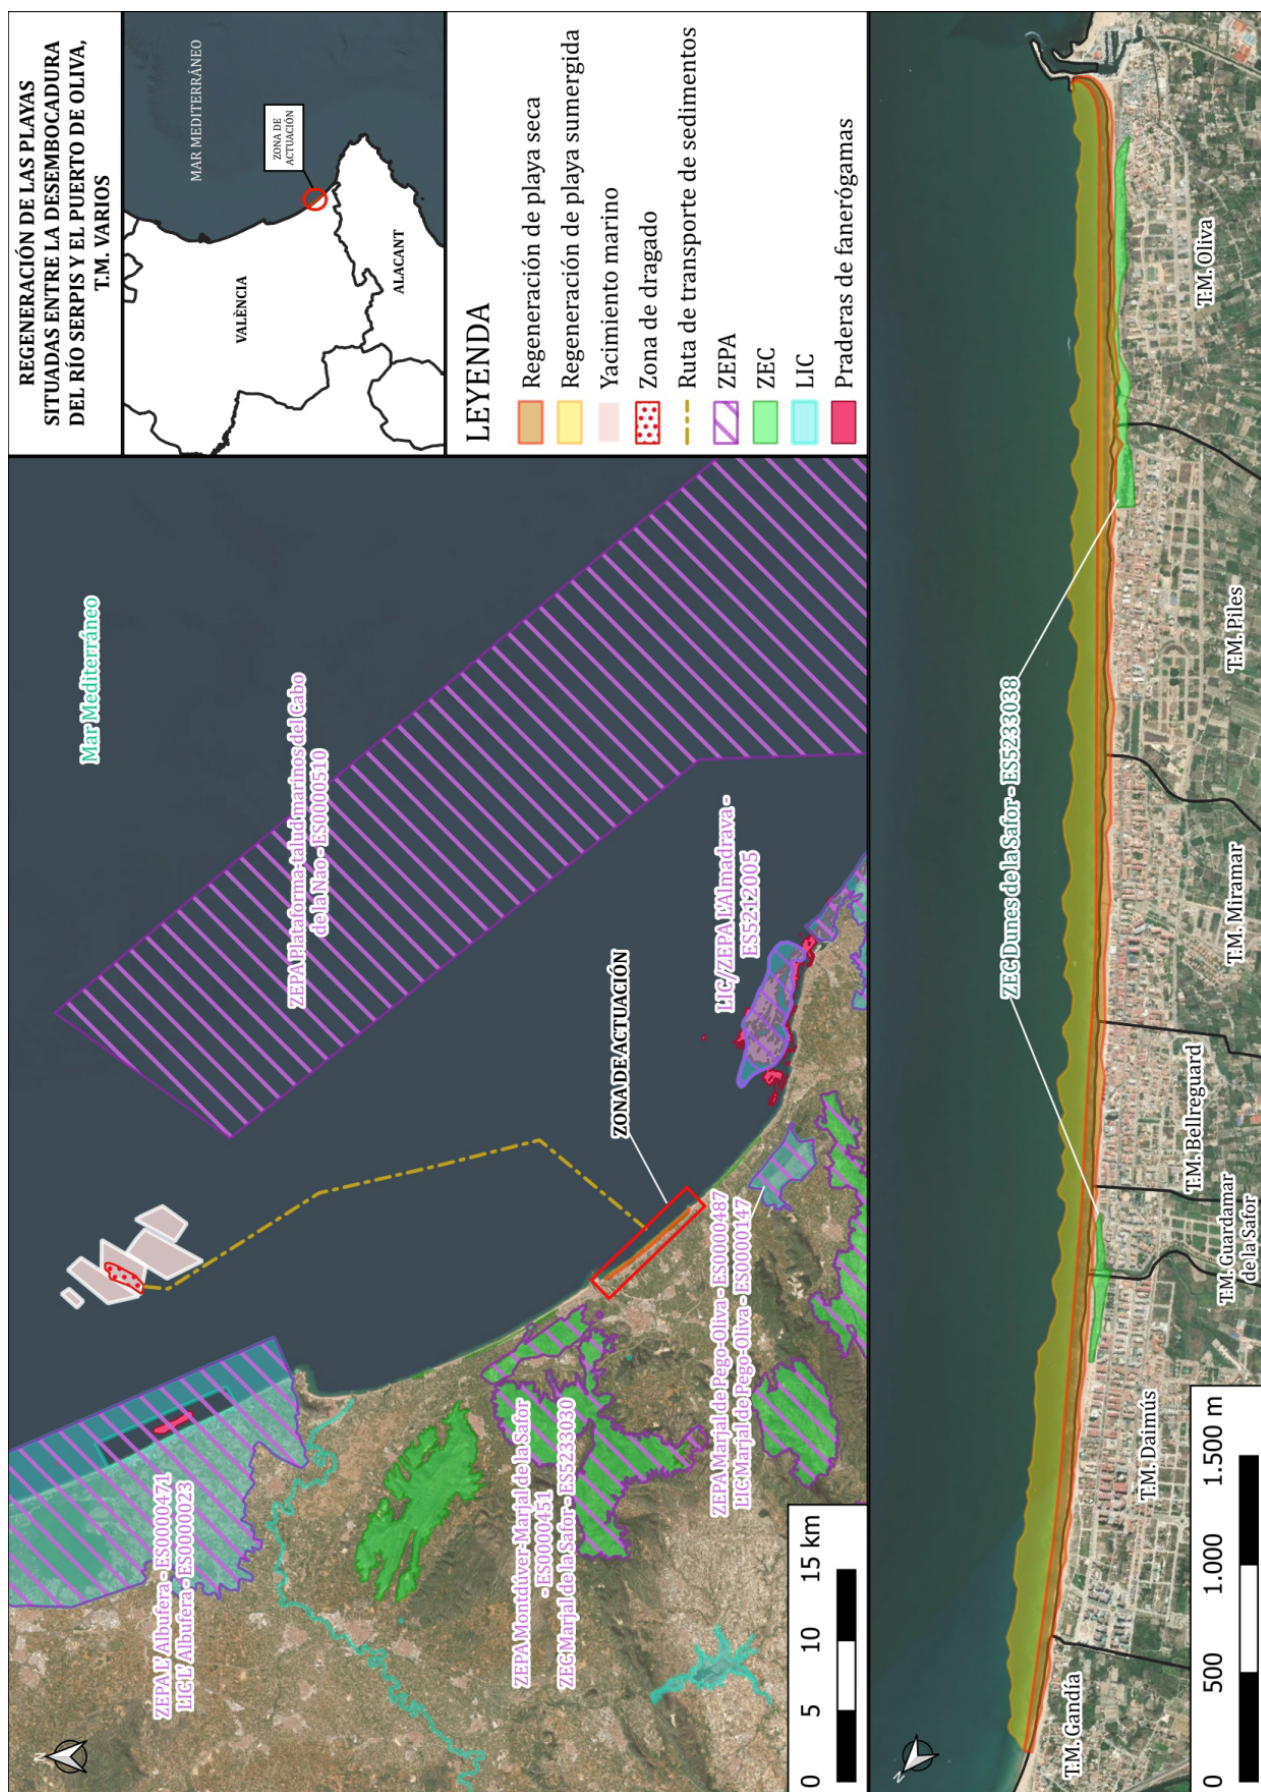 REGENERACIÓN DE LAS PLAYAS
SITUADAS ENTRE LA DESEMBOCADURA
DEL RÍO SERPIS Y EL PUERTO DE OLIVA,
T.M. VARIOS
MAR MEDITERRÁNEO
ZONA DE
ACTUACIÓN
VALÈNCIA
ALACANT
LEYENDA
Regeneración de playa seca
Regeneración de playa sumergida
Yacimiento marino
Zona de dragado
Ruta de transporte de sedimentos
ZEPA
ZEC
LIC
Praderas de fanerógamas
N
Mar Mediterráneo
ZEPA Plataforma-talud marinos del Cabo
de la Nao - ES0000510
ZEPA L'Albufera - ES0000471
LIC L'Albufera - ES0000023
ZONA DE ACTUACIÓN
LIC/ZEPA L'Almadrava -
ES5212005
ZEPA Montdúver-Marjal de la Safor
- ES0000451
ZEC Marjal de la Safor - ES5233030
ZEPA Marjal de Pego-Oliva - ES0000487
LIC Marjal de Pego-Oliva - ES0000147
0 5 10 15 km
N
ZEC Dunes de la Safor - ES5233038
T.M. Gandía
T.M. Daimús
T.M. Guardamar
de la Safor
T.M. Bellreguard
T.M. Miramar
T.M. Piles
T.M. Oliva
0 500 1.000 1.500 m